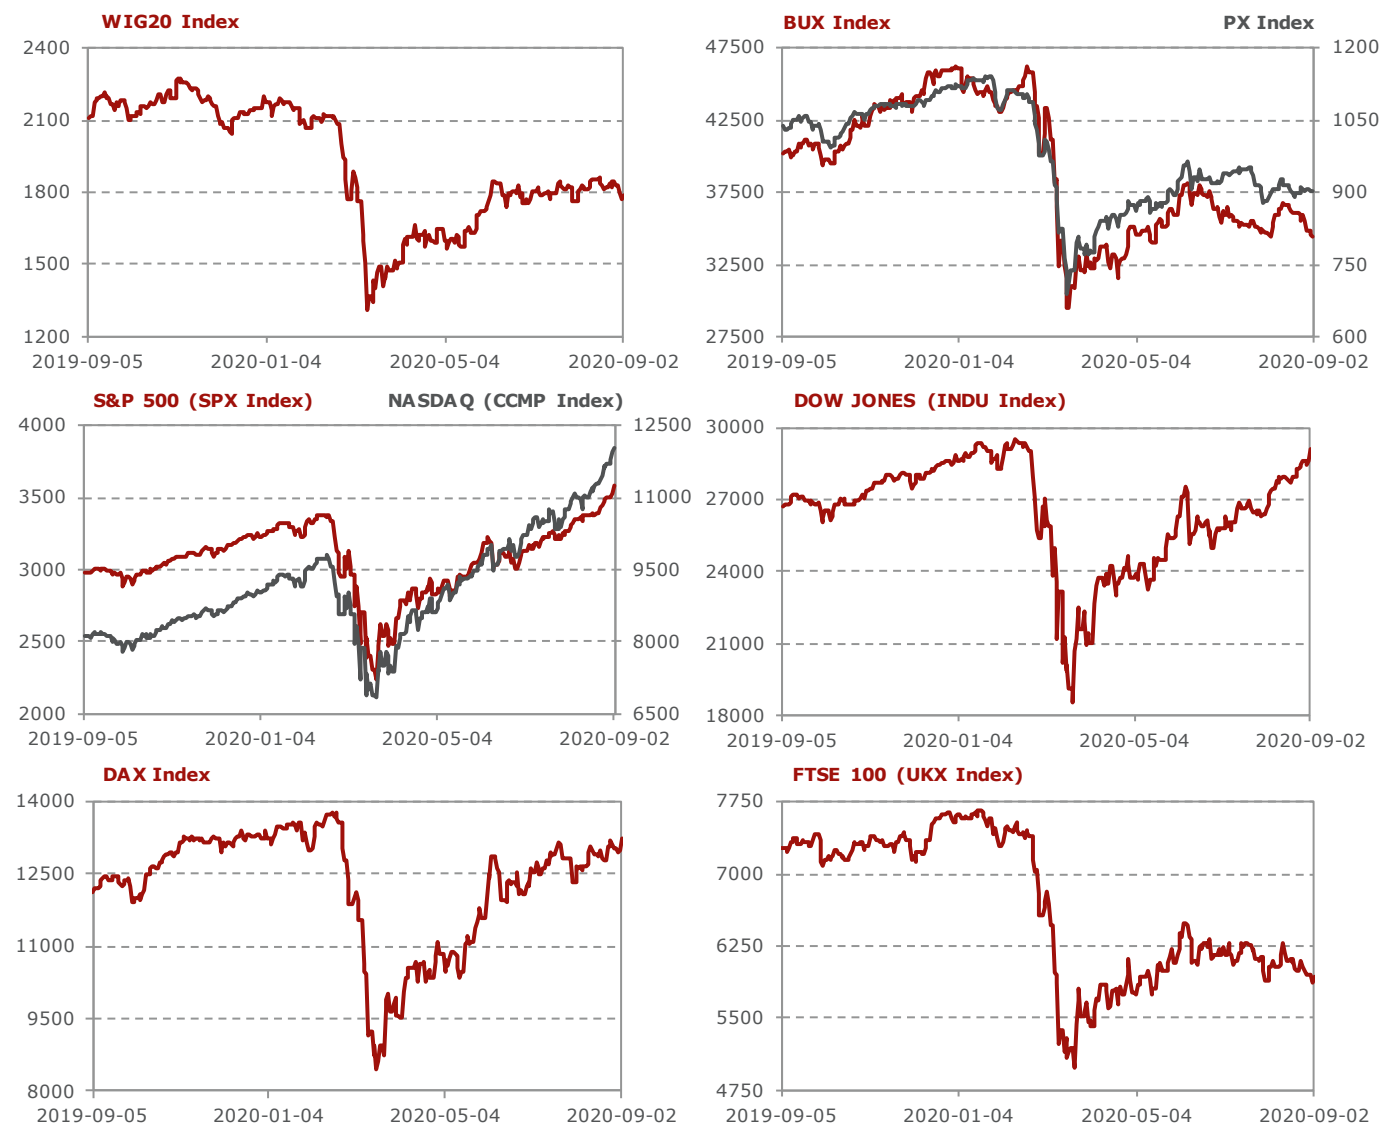 WIG20 Index
2400
2100
1800
1500
1200
2019-09-05 2020-01-04 2020-05-04 2020-09-02
BUX Index PX Index
47500 1200
42500 1050
37500 900
32500 750
27500 600
2019-09-05 2020-01-04 2020-05-04 2020-09-02
S&P 500 (SPX Index) NASDAQ (CCMP Index)
4000 12500
3500 11000
3000 9500
2500 8000
2000 6500
2019-09-05 2020-01-04 2020-05-04 2020-09-02
DOW JONES (INDU Index)
30000
27000
24000
21000
18000
2019-09-05 2020-01-04 2020-05-04 2020-09-02
DAX Index
14000
12500
11000
9500
8000
2019-09-05 2020-01-04 2020-05-04 2020-09-02
FTSE 100 (UKX Index)
7750
7000
6250
5500
4750
2019-09-05 2020-01-04 2020-05-04 2020-09-02